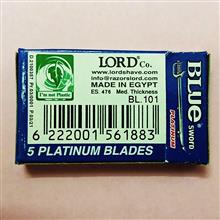 I'm not Plastic
LORD Co.
www.lordshave.com
info@razorslord.com
MADE IN EGYPT
ES. 476 Med. Thickness
BL.101
6 222001 561883
5 PLATINUM BLADES
BLUE
SWORD
PLATINUM